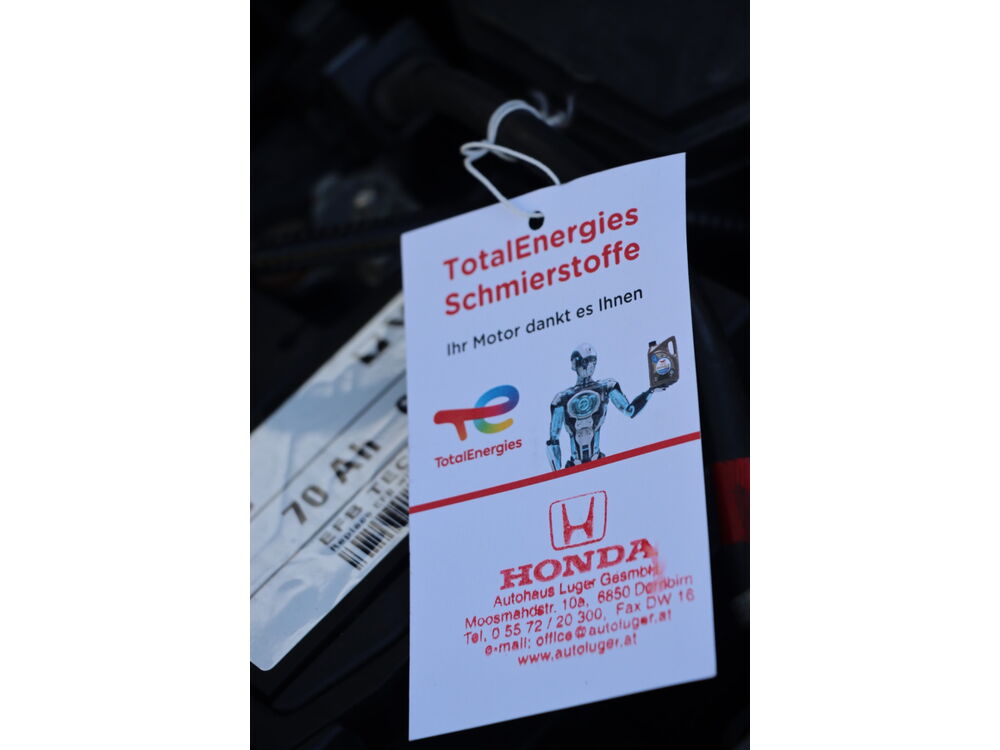 TotalEnergies
Schmierstoffe
Ihr Motor dankt es Ihnen
TotalEnergies
HONDA
Autohaus Luger GesmbH
Moosmahdstr. 10a, 6850 Dornbirn
Tel. 0 55 72 / 20 300, Fax DW 16
e-mail: office@autoluger.at
www.autoluger.at
70 Ah
EFB TEC